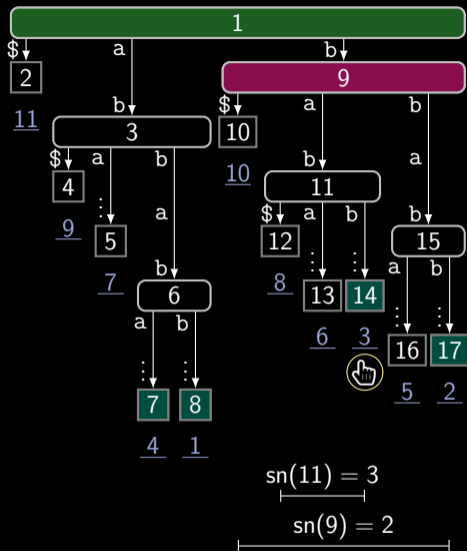 1
$ a b
2 9
11 b $ a b
3 10
$ a b b a
4 10 11
9 a $ a b b
5 12 15
7 b 8 13 14 a b
6 6 3 16 17
a b 5 2
7 8
4 1
sn(11) = 3
sn(9) = 2